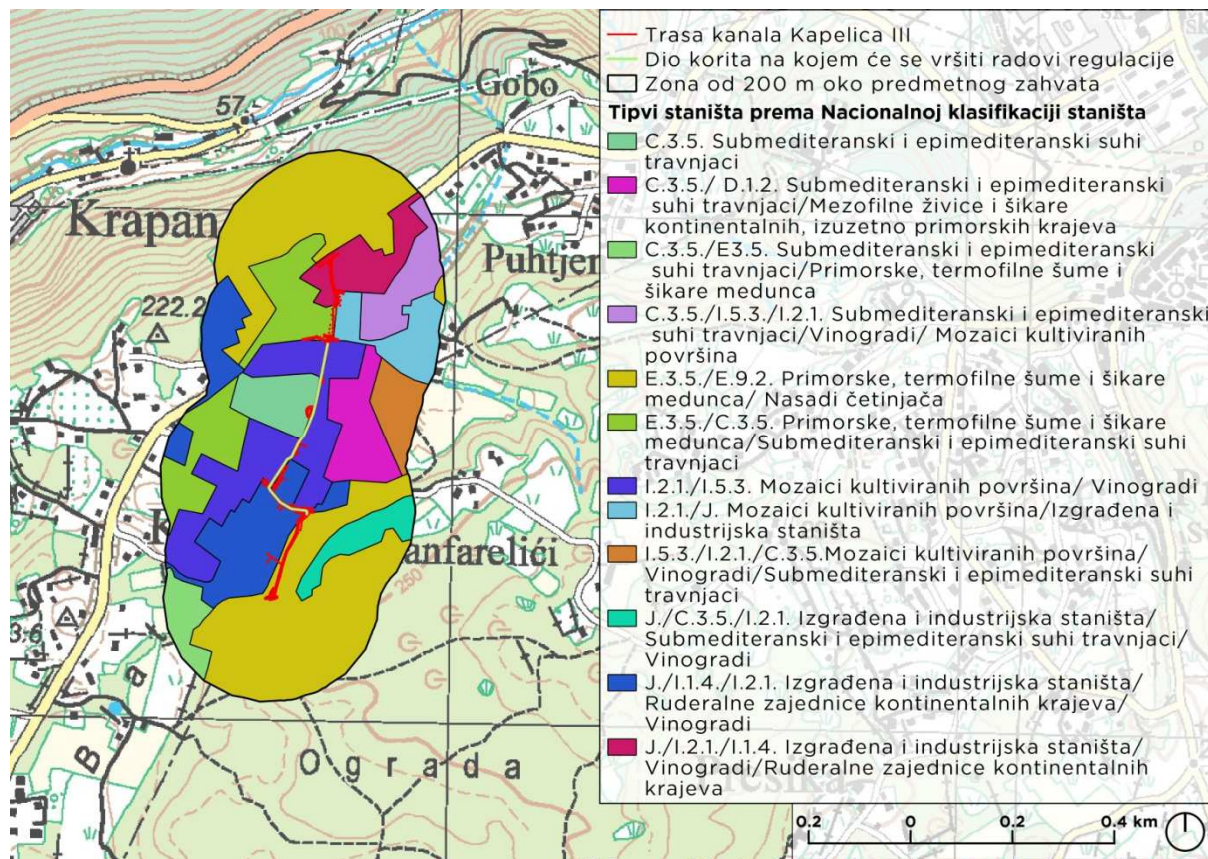 Trasa kanala Kapelica III
Dio korita na kojem će se vršiti radovi regulacije
Zona od 200 m oko predmetnog zahvata
Tipvi staništa prema Nacionalnoj klasifikaciji staništa
C.3.5. Submediteranski i epimediteranski suhi
travnjaci
C.3.5./ D.1.2. Submediteranski i epimediteranski
suhi travnjaci/Mezofilne živice i šikare
kontinentalnih, izuzetno primorskih krajeva
C.3.5./E3.5. Submediteranski i epimediteranski
suhi travnjaci/Primorske, termofilne šume i
šikare medunca
C.3.5./I.5.3./I.2.1. Submediteranski i epimediteranski
suhi travnjaci/Vinogradi/ Mozaici kultiviranih
površina
E.3.5./E.9.2. Primorske, termofilne šume i šikare
medunca/ Nasadi četinjača
E.3.5./C.3.5. Primorske, termofilne šume i šikare
medunca/Submediteranski i epimediteranski suhi
travnjaci
I.2.1./I.5.3. Mozaici kultiviranih površina/ Vinogradi
I.2.1./J. Mozaici kultiviranih površina/Izgrađena i
industrijska staništa
I.5.3./I.2.1./C.3.5.Mozaici kultiviranih površina/
Vinogradi/Submediteranski i epimediteranski suhi
travnjaci
J./C.3.5./I.2.1. Izgrađena i industrijska staništa/
Submediteranski i epimediteranski suhi travnjaci/
Vinogradi
J./I.1.4./I.2.1. Izgrađena i industrijska staništa/
Ruderalne zajednice kontinentalnih krajeva/
Vinogradi
J./I.2.1./I.1.4. Izgrađena i industrijska staništa/
Vinogradi/Ruderalne zajednice kontinentalnih
krajeva
0.2 0 0.2 0.4 km
Gobo
57
Krapan
Puhtjer
222.2
K
anfarelići
250
3.6
B a
Ograda